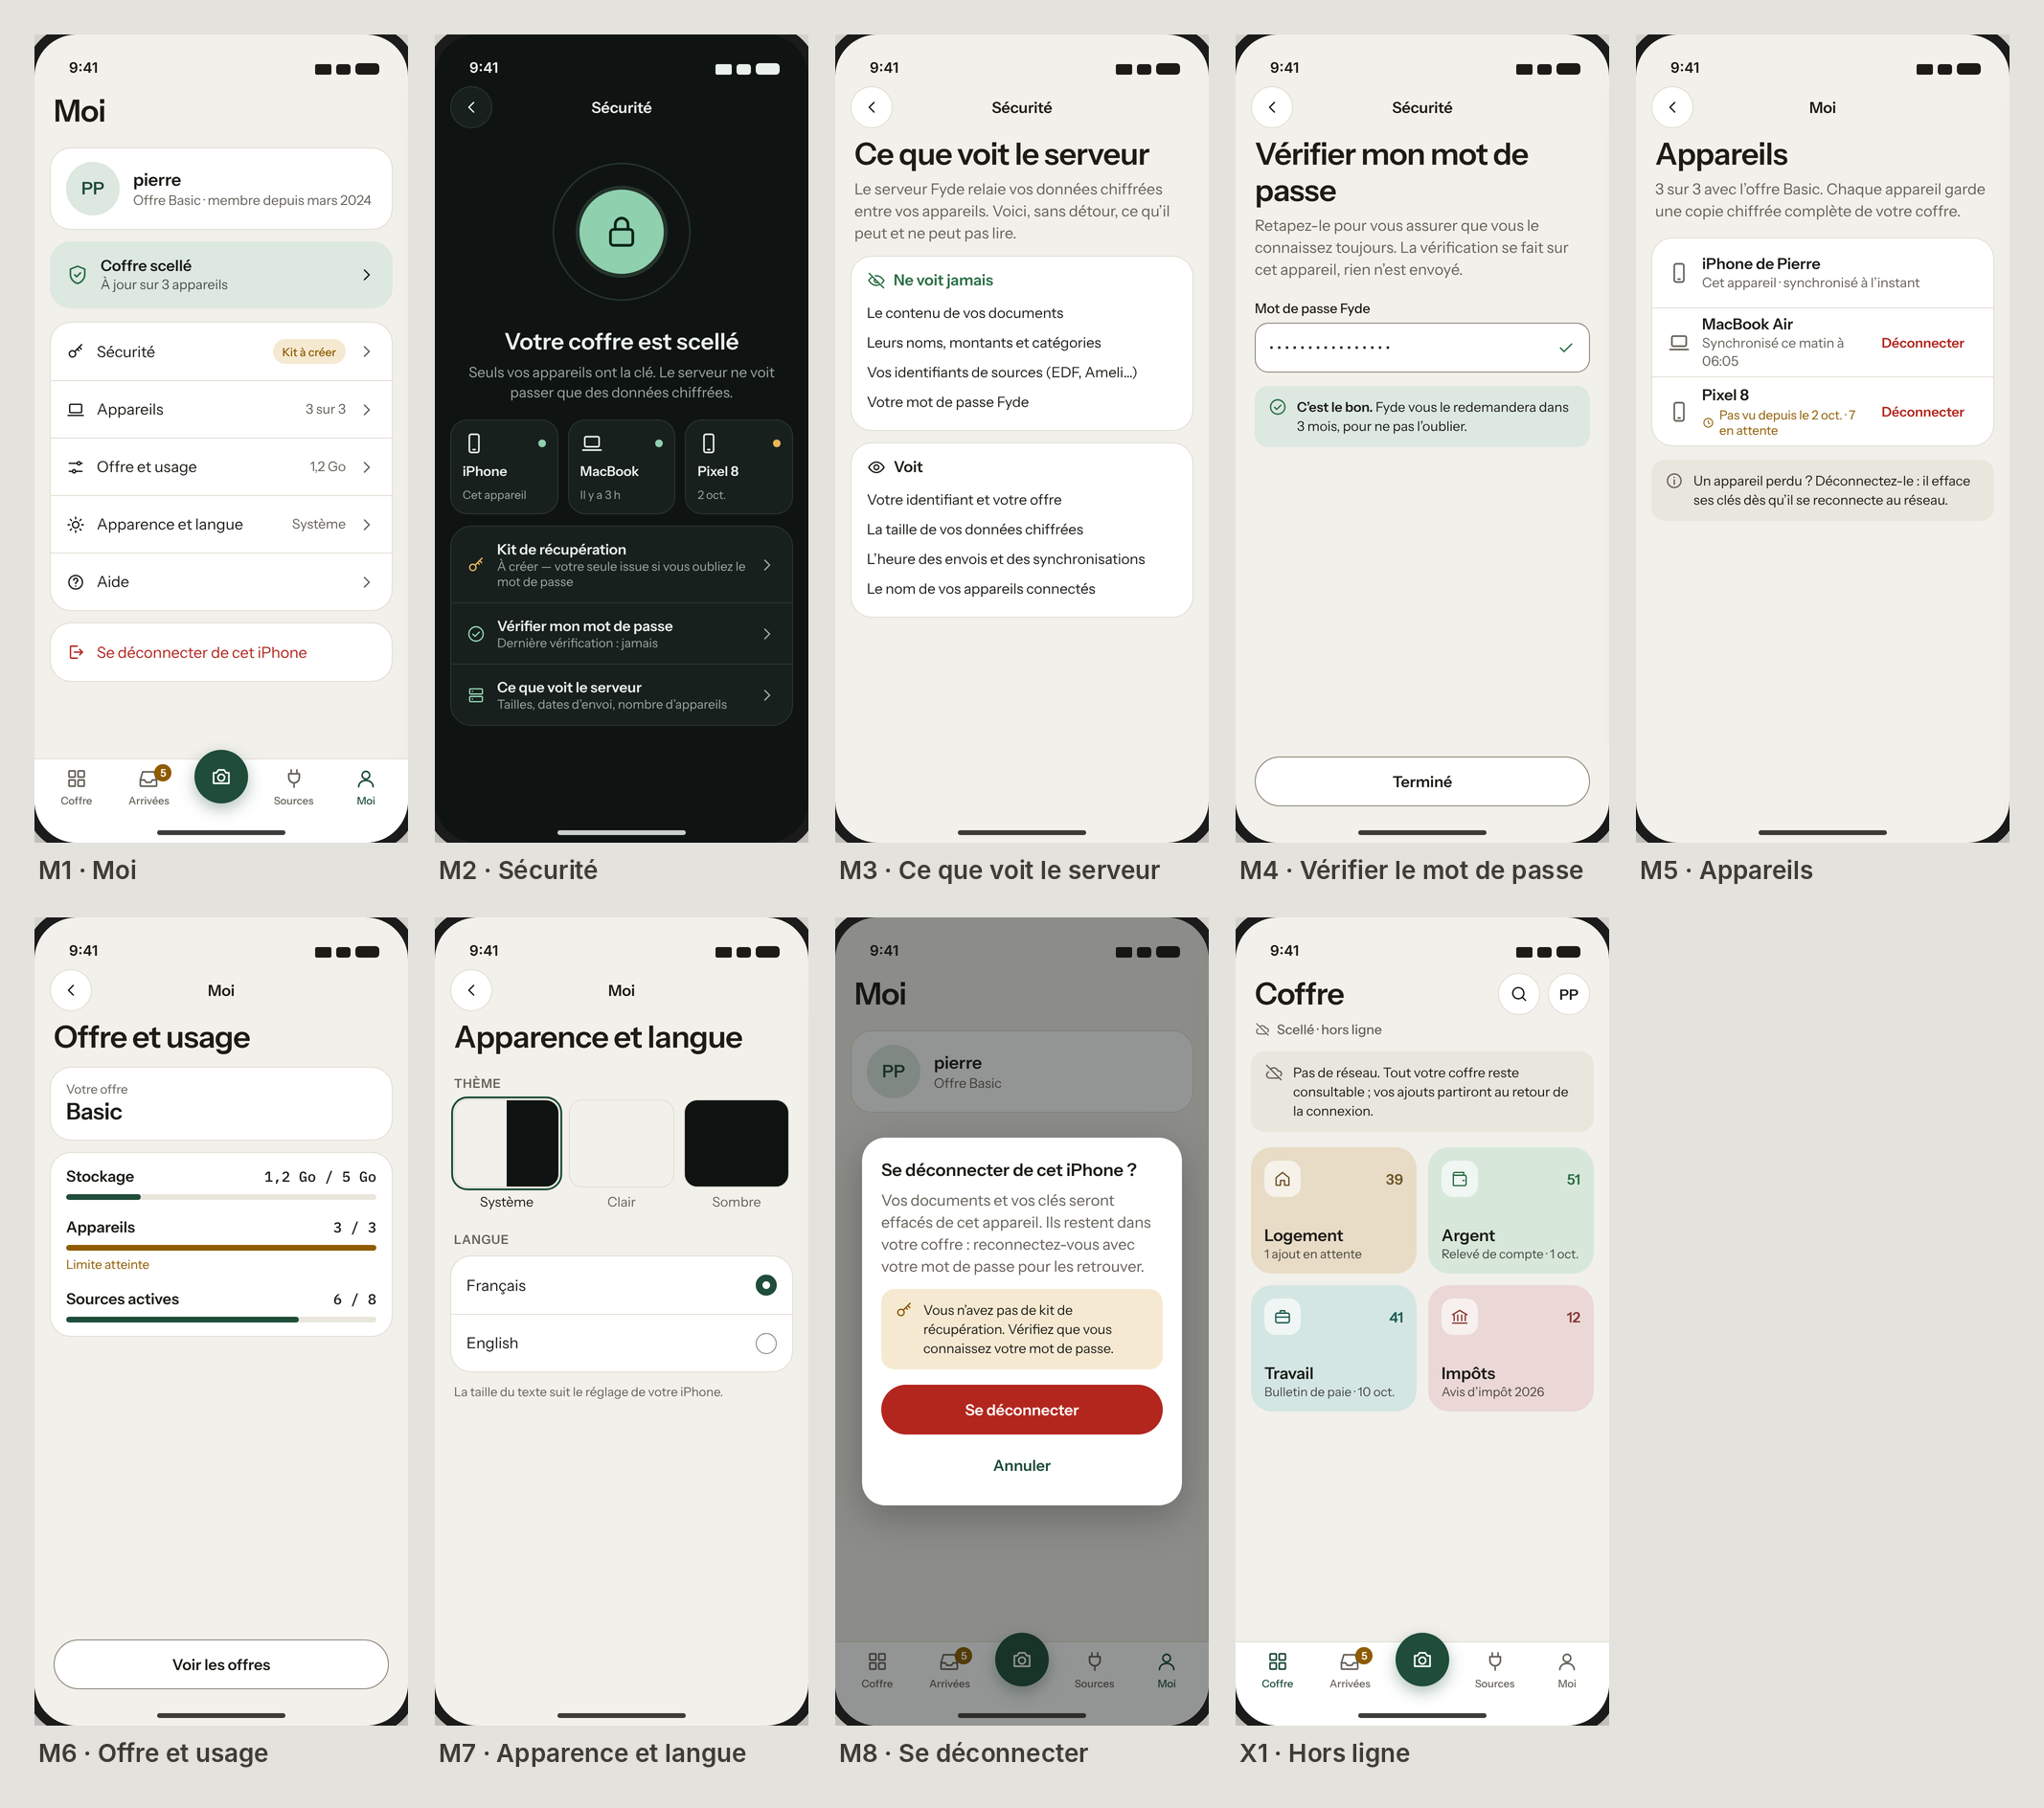 9:41
Moi
PP
pierre
Offre Basic · membre depuis mars 2024
Coffre scellé
À jour sur 3 appareils
Sécurité
Kit à créer
Appareils
3 sur 3
Offre et usage
1,2 Go
Apparence et langue
Système
Aide
Se déconnecter de cet iPhone
Coffre
Arrivées
5
Sources
Moi
M1 · Moi
9:41
Sécurité
Votre coffre est scellé
Seuls vos appareils ont la clé. Le serveur ne voit
passer que des données chiffrées.
iPhone
Cet appareil
MacBook
Il y a 3 h
Pixel 8
2 oct.
Kit de récupération
À créer — votre seule issue si vous oubliez le
mot de passe
Vérifier mon mot de passe
Dernière vérification : jamais
Ce que voit le serveur
Tailles, dates d’envoi, nombre d’appareils
M2 · Sécurité
9:41
Sécurité
Ce que voit le serveur
Le serveur Fyde relaie vos données chiffrées
entre vos appareils. Voici, sans détour, ce qu’il
peut et ne peut pas lire.
Ne voit jamais
Le contenu de vos documents
Leurs noms, montants et catégories
Vos identifiants de sources (EDF, Ameli…)
Votre mot de passe Fyde
Voit
Votre identifiant et votre offre
La taille de vos données chiffrées
L’heure des envois et des synchronisations
Le nom de vos appareils connectés
M3 · Ce que voit le serveur
9:41
Sécurité
Vérifier mon mot de
passe
Retapez-le pour vous assurer que vous le
connaissez toujours. La vérification se fait sur
cet appareil, rien n’est envoyé.
Mot de passe Fyde
C’est le bon. Fyde vous le redemandera dans
3 mois, pour ne pas l’oublier.
Terminé
M4 · Vérifier le mot de passe
9:41
Moi
Appareils
3 sur 3 avec l’offre Basic. Chaque appareil garde
une copie chiffrée complète de votre coffre.
iPhone de Pierre
Cet appareil · synchronisé à l’instant
MacBook Air
Synchronisé ce matin à
06:05
Déconnecter
Pixel 8
Pas vu depuis le 2 oct. · 7
en attente
Déconnecter
Un appareil perdu ? Déconnectez-le : il efface
ses clés dès qu’il se reconnecte au réseau.
M5 · Appareils
9:41
Moi
Offre et usage
Votre offre
Basic
Stockage
1,2 Go / 5 Go
Appareils
3 / 3
Limite atteinte
Sources actives
6 / 8
Voir les offres
M6 · Offre et usage
9:41
Moi
Apparence et langue
THÈME
Système
Clair
Sombre
LANGUE
Français
English
La taille du texte suit le réglage de votre iPhone.
M7 · Apparence et langue
9:41
Moi
PP
pierre
Offre Basic
Se déconnecter de cet iPhone ?
Vos documents et vos clés seront
effacés de cet appareil. Ils restent dans
votre coffre : reconnectez-vous avec
votre mot de passe pour les retrouver.
Vous n’avez pas de kit de
récupération. Vérifiez que vous
connaissez votre mot de passe.
Se déconnecter
Annuler
Coffre
Arrivées
5
Sources
Moi
M8 · Se déconnecter
9:41
Coffre
PP
Scellé · hors ligne
Pas de réseau. Tout votre coffre reste
consultable ; vos ajouts partiront au retour de
la connexion.
39
Logement
1 ajout en attente
51
Argent
Relevé de compte · 1 oct.
41
Travail
Bulletin de paie · 10 oct.
12
Impôts
Avis d’impôt 2026
Coffre
Arrivées
5
Sources
Moi
X1 · Hors ligne